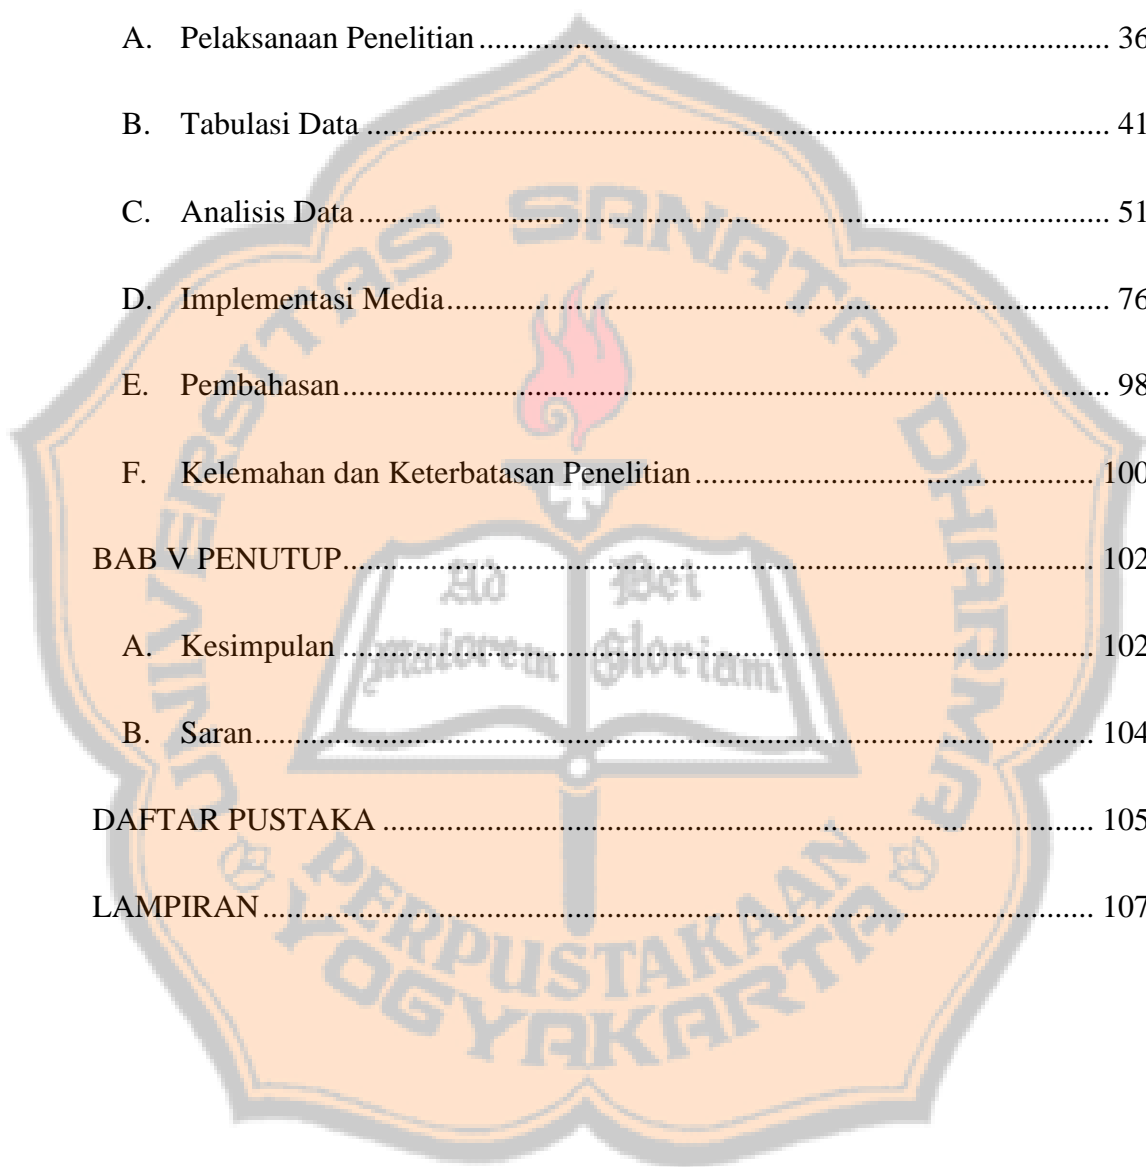 A. Pelaksanaan Penelitian ............................................................................... 36
B. Tabulasi Data ............................................................................................. 41
C. Analisis Data .............................................................................................. 51
D. Implementasi Media ................................................................................... 76
E. Pembahasan ................................................................................................ 98
F. Kelemahan dan Keterbatasan Penelitian .................................................. 100
BAB V PENUTUP .............................................................................................. 102
A. Kesimpulan .............................................................................................. 102
B. Saran ......................................................................................................... 104
DAFTAR PUSTAKA ......................................................................................... 105
LAMPIRAN ........................................................................................................ 107
UNIVERSITAS SANATA DHARMA
Ad Dei
maiorem Gloriam
PERPUSTAKAAN
YOGYAKARTA